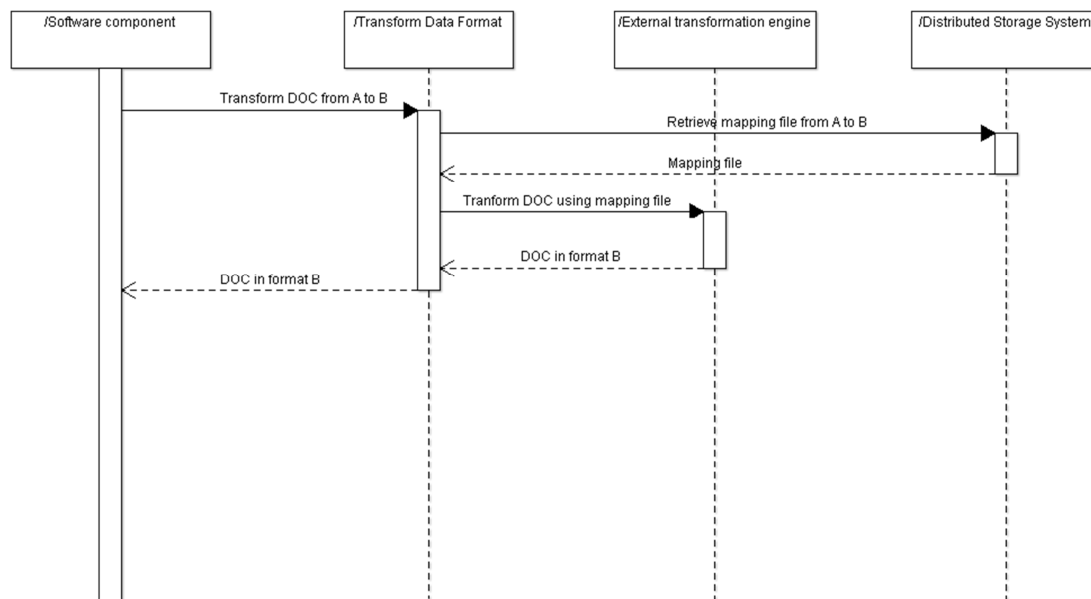 /Software component
/Transform Data Format
/External transformation engine
/Distributed Storage System
Transform DOC from A to B
Retrieve mapping file from A to B
Mapping file
Tranform DOC using mapping file
DOC in format B
DOC in format B